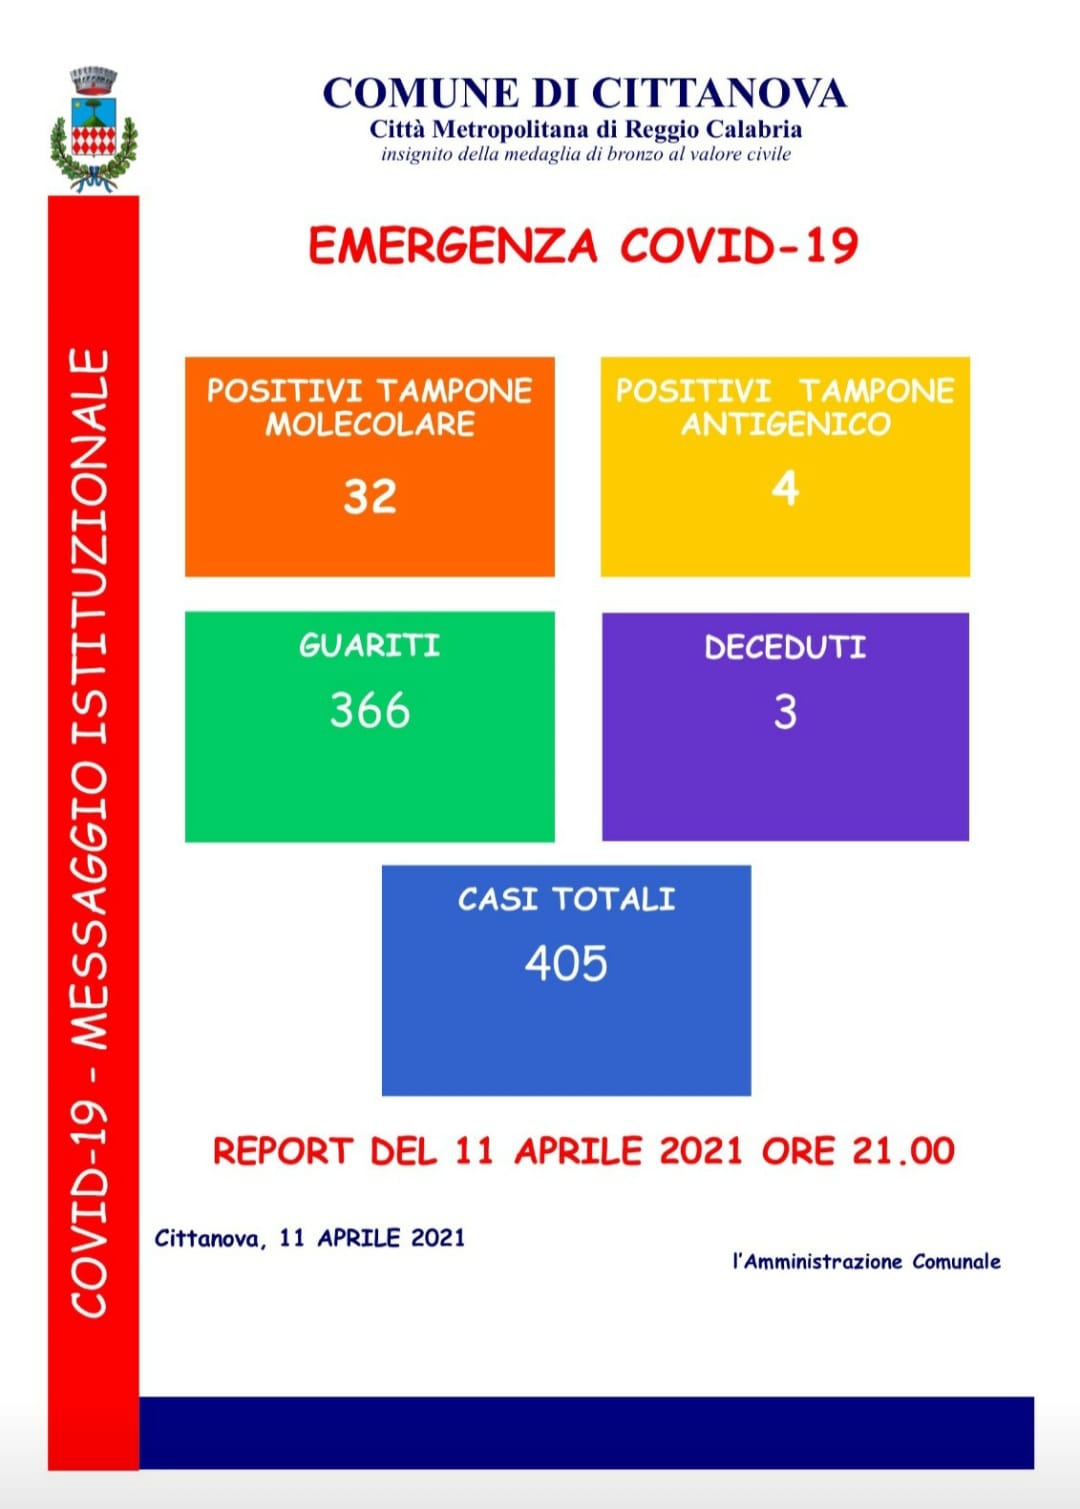 COMUNE DI CITTANOVA
Città Metropolitana di Reggio Calabria
insignito della medaglia di bronzo al valore civile
EMERGENZA COVID-19
COVID-19 - MESSAGGIO ISTITUZIONALE
POSITIVI TAMPONE
MOLECOLARE
32
POSITIVI TAMPONE
ANTIGENICO
4
GUARITI
366
DECEDUTI
3
CASI TOTALI
405
REPORT DEL 11 APRILE 2021 ORE 21.00
Cittanova, 11 APRILE 2021
l'Amministrazione Comunale